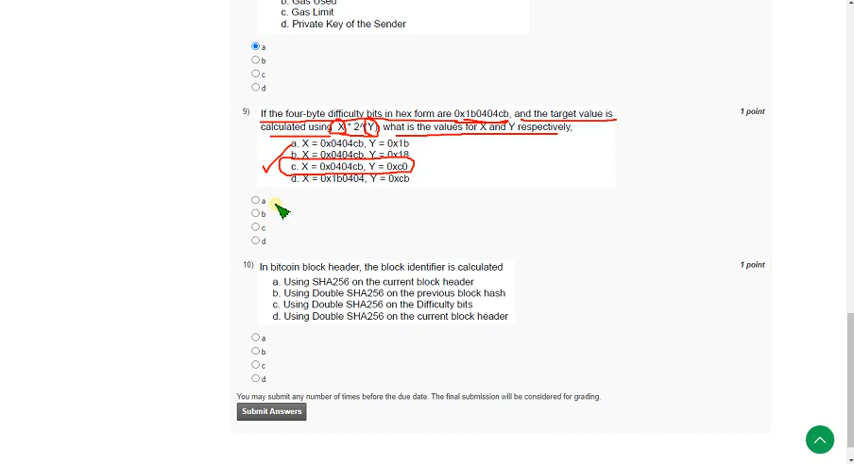 b. Gas Used
c. Gas Limit
d. Private Key of the Sender
a
b
c
d
9) If the four-byte difficulty bits in hex form are 0x1b0404cb, and the target value is 1 point
calculated using X * 2^(Y), what is the values for X and Y respectively,
a. X = 0x0404cb, Y = 0x1b
b. X = 0x0404cb, Y = 0x18
c. X = 0x0404cb, Y = 0xc0
d. X = 0x1b0404, Y = 0xcb
a
b
c
d
10) In bitcoin block header, the block identifier is calculated 1 point
a. Using SHA256 on the current block header
b. Using Double SHA256 on the previous block hash
c. Using Double SHA256 on the Difficulty bits
d. Using Double SHA256 on the current block header
a
b
c
d
You may submit any number of times before the due date. The final submission will be considered for grading.
Submit Answers